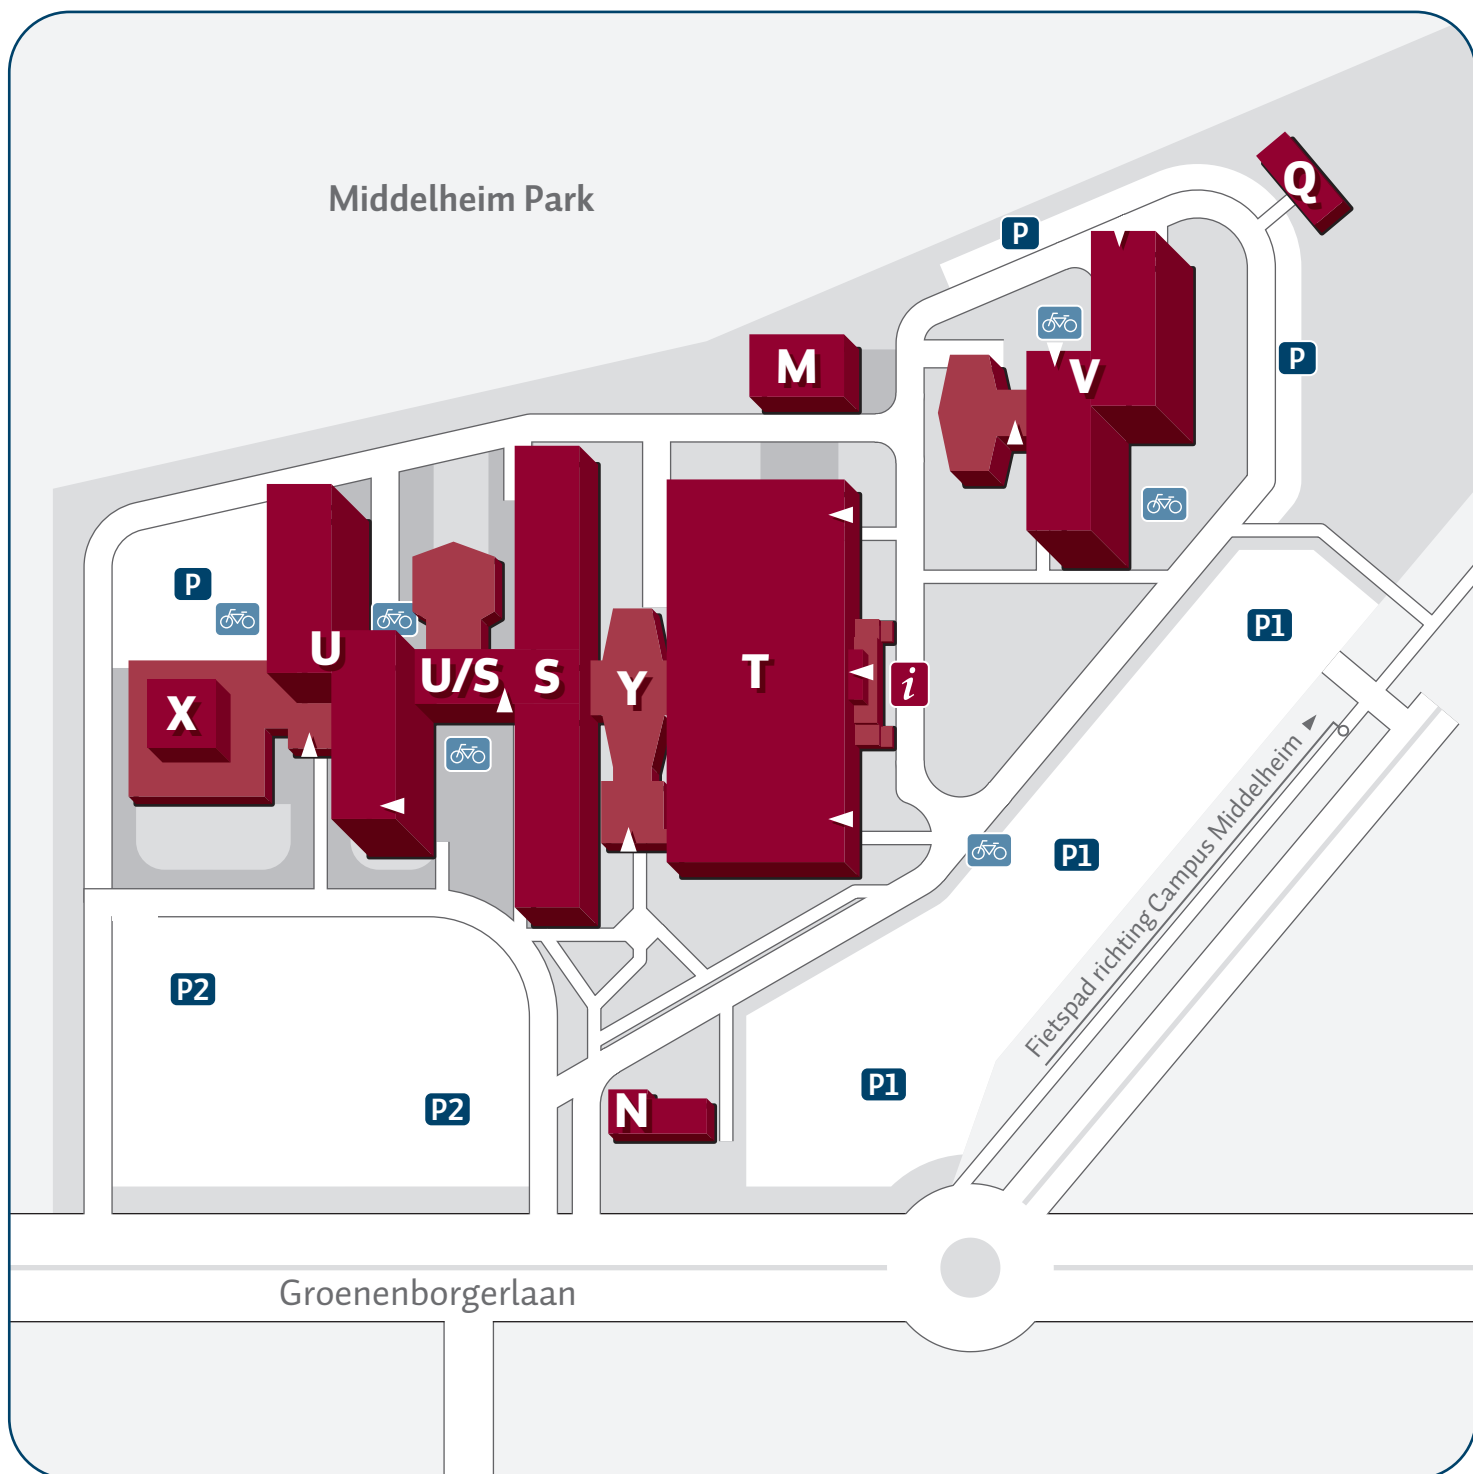 Middelheim Park
Q
P
M
V
P
P
U
P1
X
U/S
S
Y
T
i
P1
Fietspad richting Campus Middelheim
P2
P1
P2
N
Groenenborgerlaan